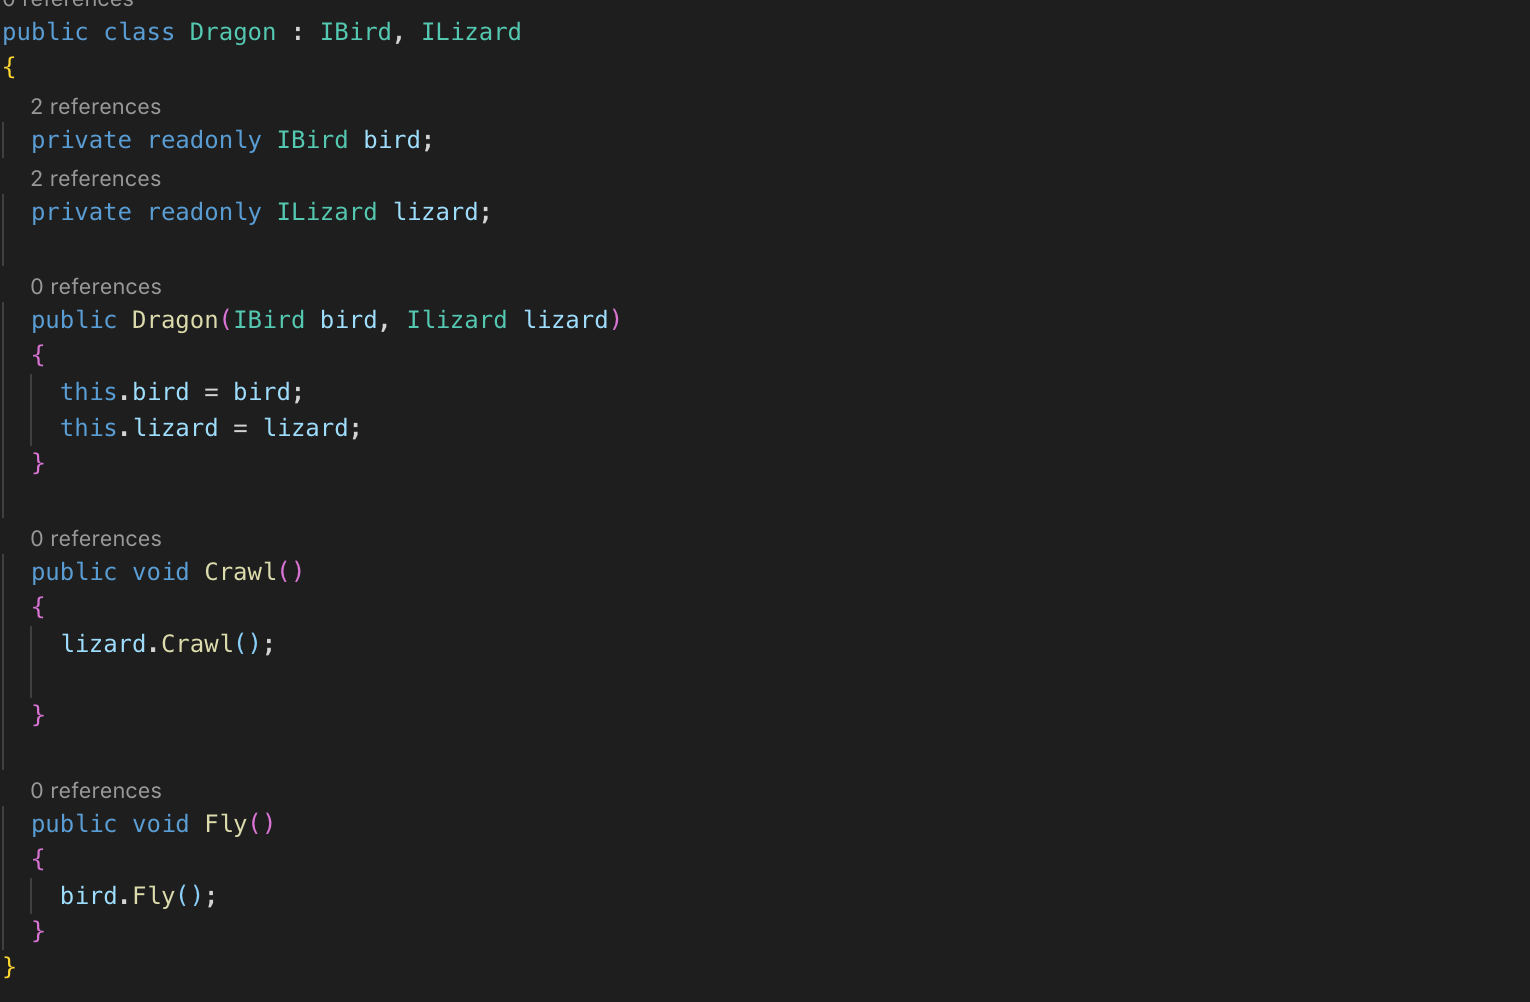 0 references
public class Dragon : IBird, ILizard
{
2 references
private readonly IBird bird;
2 references
private readonly ILizard lizard;
0 references
public Dragon(IBird bird, Ilizard lizard)
{
this.bird = bird;
this.lizard = lizard;
}
0 references
public void Crawl()
{
lizard.Crawl();
}
0 references
public void Fly()
{
bird.Fly();
}
}